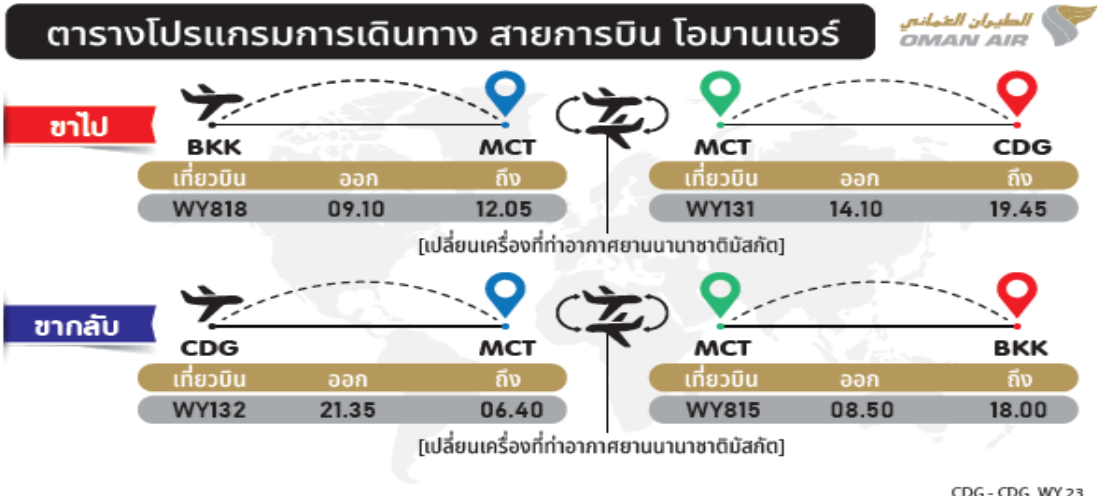 ตารางโปรแกรมการเดินทาง สายการบิน โอมานแอร์
الطيران العماني
OMAN AIR
ขาไป
BKK MCT MCT CDG
เที่ยวบิน ออก ถึง เที่ยวบิน ออก ถึง
WY818 09.10 12.05 WY131 14.10 19.45
[เปลี่ยนเครื่องที่ท่าอากาศยานนานาชาติมัสกัต]
ขากลับ
CDG MCT MCT BKK
เที่ยวบิน ออก ถึง เที่ยวบิน ออก ถึง
WY132 21.35 06.40 WY815 08.50 18.00
[เปลี่ยนเครื่องที่ท่าอากาศยานนานาชาติมัสกัต]
CDG - CDG WY 23